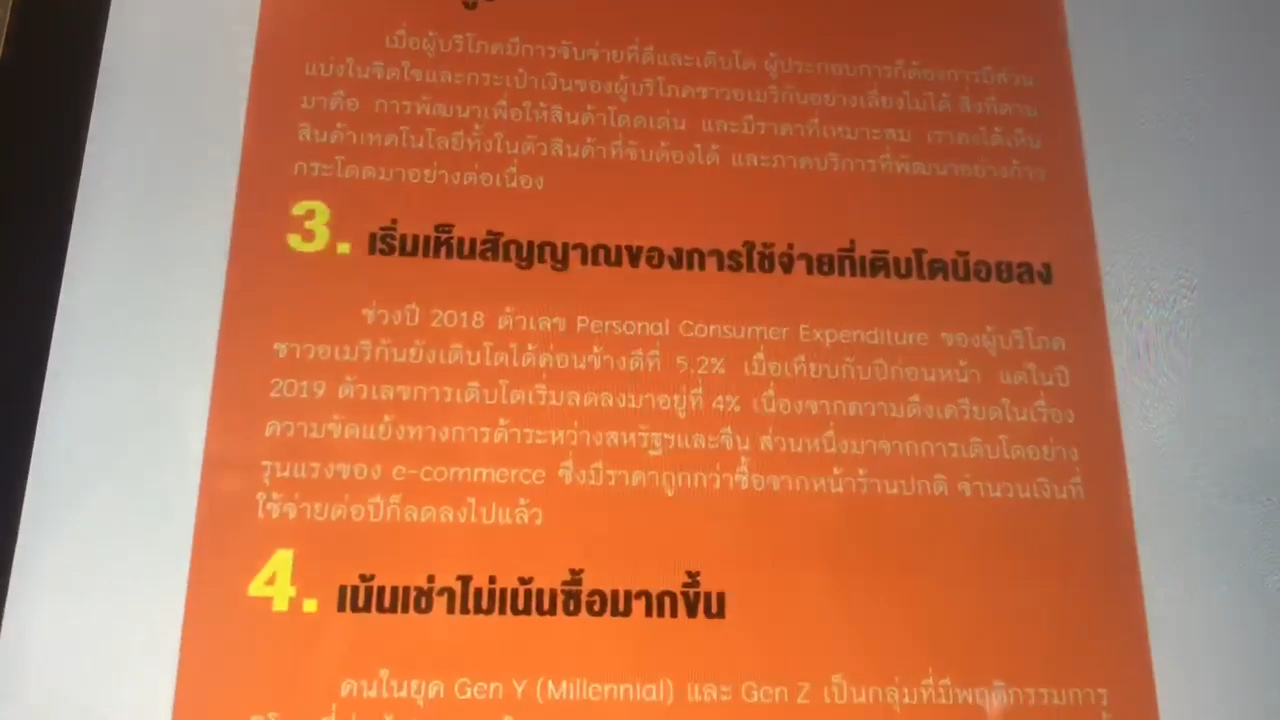 เมื่อผู้บริโภคมีการจับจ่ายที่ดีและเติบโต ผู้ประกอบการก็ต้องการมีส่วน
แบ่งในจิตใจและกระเป๋าเงินของผู้บริโภคชาวอเมริกันอย่างเลี่ยงไม่ได้ สิ่งที่ตาม
มาคือ การพัฒนาเพื่อให้สินค้าโดดเด่น และมีราคาที่เหมาะสม เราคงได้เห็น
สินค้าเทคโนโลยีทั้งในตัวสินค้าที่จับต้องได้ และภาคบริการที่พัฒนาอย่างก้าว
กระโดดมาอย่างต่อเนื่อง
3. เริ่มเห็นสัญญาณของการใช้จ่ายที่เติบโตน้อยลง
ช่วงปี 2018 ตัวเลข Personal Consumer Expenditure ของผู้บริโภค
ชาวอเมริกันยังเติบโตได้ค่อนข้างดีที่ 5.2% เมื่อเทียบกับปีก่อนหน้า แต่ในปี
2019 ตัวเลขการเติบโตเริ่มลดลงมาอยู่ที่ 4% เนื่องจากความตึงเครียดในเรื่อง
ความขัดแย้งทางการค้าระหว่างสหรัฐฯและจีน ส่วนหนึ่งมาจากการเติบโตอย่าง
รุนแรงของ e-commerce ซึ่งมีราคาถูกกว่าซื้อจากหน้าร้านปกติ จำนวนเงินที่
ใช้จ่ายต่อปีก็ลดลงไปแล้ว
4. เน้นเช่าไม่เน้นซื้อมากขึ้น
คนในยุค Gen Y (Millennial) และ Gen Z เป็นกลุ่มที่มีพฤติกรรมการ